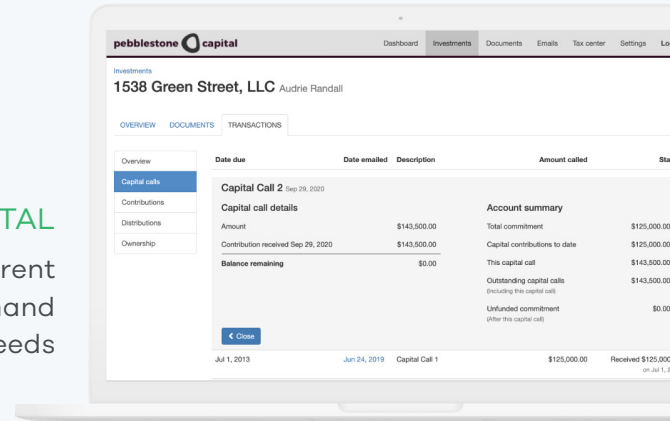 pebblestone capital
Dashboard Investments Documents Emails Tax center Settings
Investments
1538 Green Street, LLC Audrie Randall
OVERVIEW DOCUMENTS TRANSACTIONS
Overview
Capital calls
Contributions
Distributions
Ownership
Date due Date emailed Description Amount called
Capital Call 2 Sep 29, 2020
Capital call details
Amount $143,500.00
Contribution received Sep 29, 2020 $143,500.00
Balance remaining $0.00
Account summary
Total commitment $125,000.00
Capital contributions to date $125,000.00
This capital call $143,500.00
Outstanding capital calls $143,500.00
(including this capital call)
Unfunded commitment $0.00
(After this capital call)
Close
Jul 1, 2013 Jun 24, 2019 Capital Call 1 $125,000.00 Received $125,000
on Jul 1, 2
TAL
rent
and
eeds